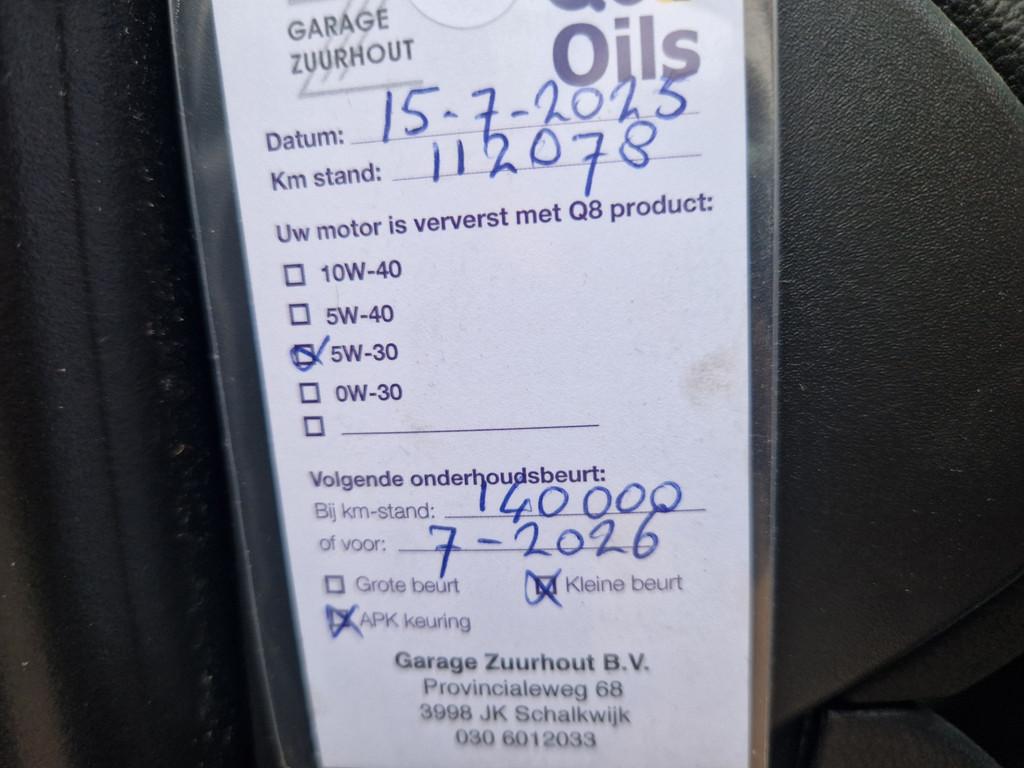 GARAGE
ZUURHOUT
Oils
Datum: 15-7-2025
Km stand: 112078
Uw motor is ververst met Q8 product:
10W-40
5W-40
5W-30
0W-30
Volgende onderhoudsbeurt:
Bij km-stand: 140000
of voor: 7-2026
Grote beurt Kleine beurt
APK keuring
Garage Zuurhout B.V.
Provincialeweg 68
3998 JK Schalkwijk
030 6012033